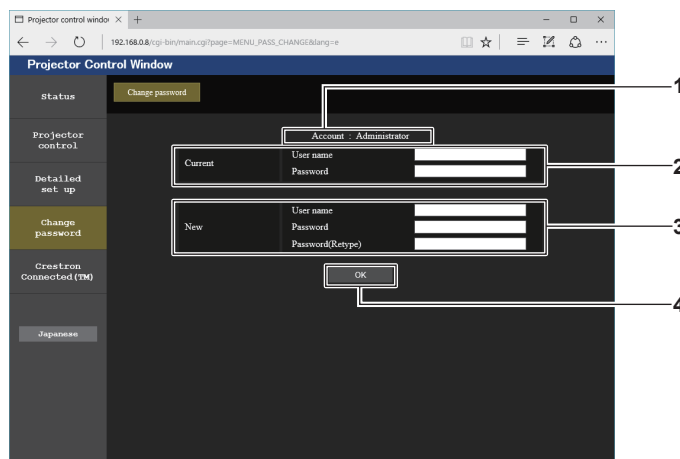 Projector control windov
192.168.0.8/cgi-bin/main.cgi?page=MENU_PASS_CHANGE&lang=e
Projector Control Window
Status
Projector
control
Detailed
set up
Change
password
Crestron
Connected(TM)
Japanese
Change password
Account : Administrator
Current
User name
Password
New
User name
Password
Password(Retype)
OK
1
2
3
4